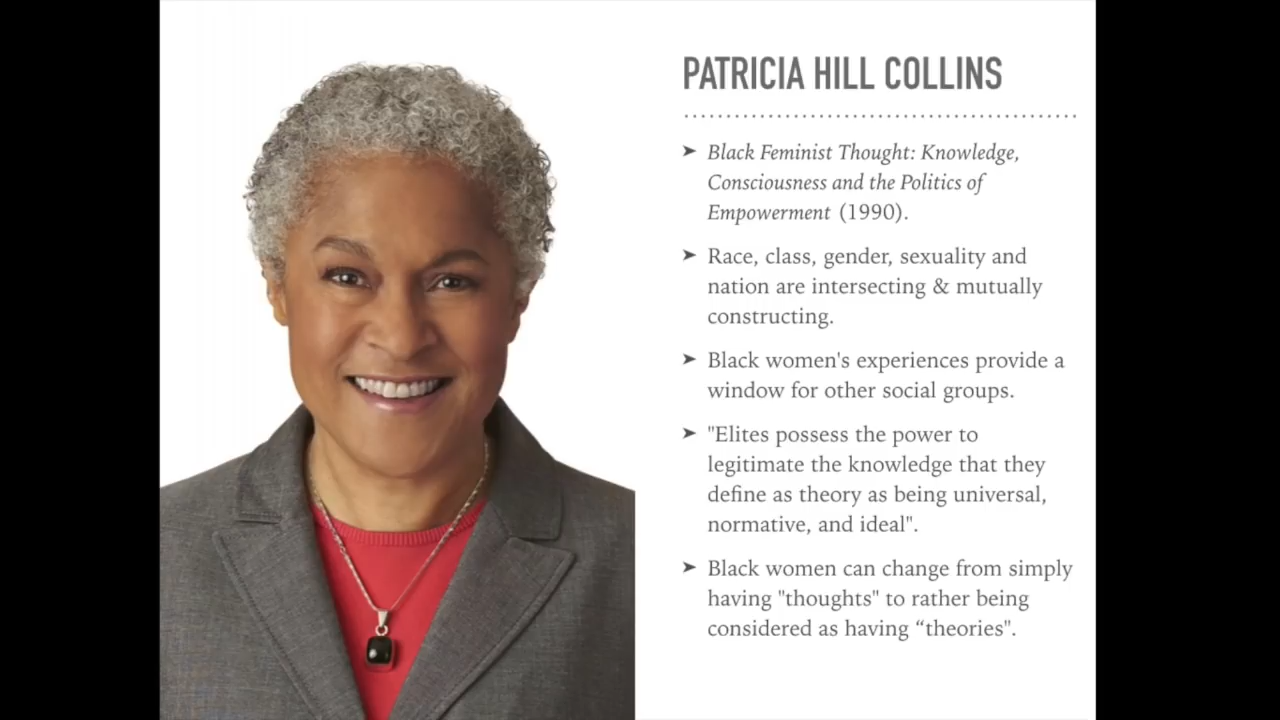 PATRICIA HILL COLLINS
➤ Black Feminist Thought: Knowledge,
Consciousness and the Politics of
Empowerment (1990).
➤ Race, class, gender, sexuality and
nation are intersecting & mutually
constructing.
➤ Black women's experiences provide a
window for other social groups.
➤ "Elites possess the power to
legitimate the knowledge that they
define as theory as being universal,
normative, and ideal".
➤ Black women can change from simply
having "thoughts" to rather being
considered as having “theories".